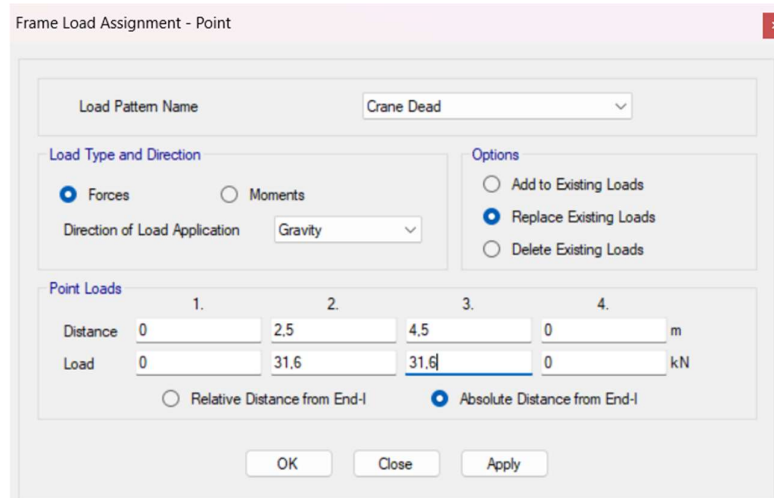 Frame Load Assignment - Point
Load Pattern Name Crane Dead
Load Type and Direction
Forces Moments
Direction of Load Application Gravity
Options
Add to Existing Loads
Replace Existing Loads
Delete Existing Loads
Point Loads
1. 2. 3. 4.
Distance 0 2,5 4,5 0 m
Load 0 31,6 31,6 0 kN
Relative Distance from End-I Absolute Distance from End-I
OK Close Apply